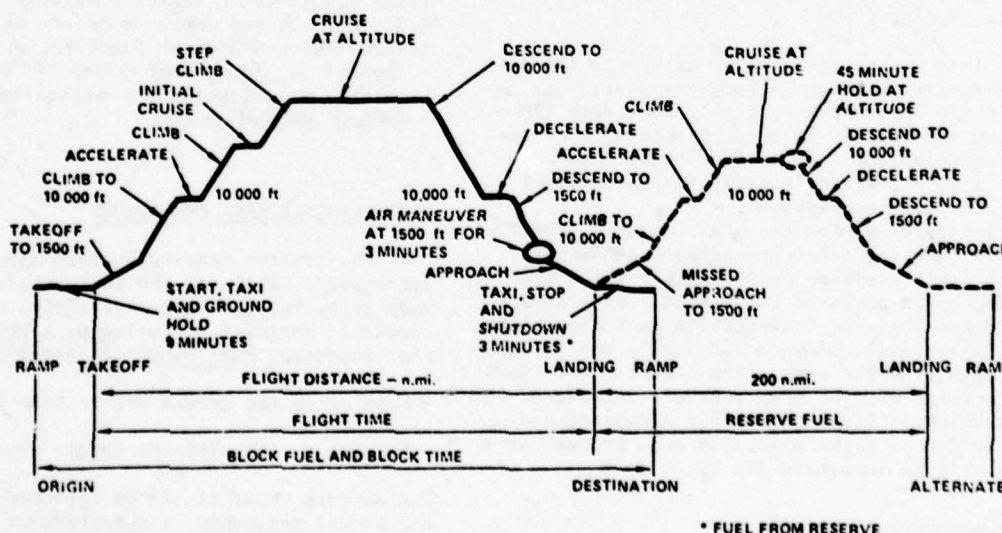 CRUISE
AT ALTITUDE
STEP
CLIMB
INITIAL
CRUISE
CLIMB
ACCELERATE
CLIMB TO
10 000 ft
TAKEOFF
TO 1500 ft
10 000 ft
START, TAXI
AND GROUND
HOLD
9 MINUTES
DESCEND TO
10 000 ft
DECELERATE
DESCEND TO
1500 ft
10,000 ft
AIR MANEUVER
AT 1500 ft FOR
3 MINUTES
APPROACH
TAXI, STOP
AND
SHUTDOWN
3 MINUTES *
CRUISE AT
ALTITUDE
45 MINUTE
HOLD AT
ALTITUDE
CLIMB
ACCELERATE
CLIMB TO
10 000 ft
10 000 ft
DESCEND TO
10 000 ft
DECELERATE
DESCEND TO
1500 ft
APPROACH
MISSED
APPROACH
TO 1500 ft
RAMP TAKEOFF LANDING RAMP LANDING RAM
FLIGHT DISTANCE – n.mi. 200 n.mi.
FLIGHT TIME RESERVE FUEL
BLOCK FUEL AND BLOCK TIME
ORIGIN DESTINATION ALTERNATE
* FUEL FROM RESERVE